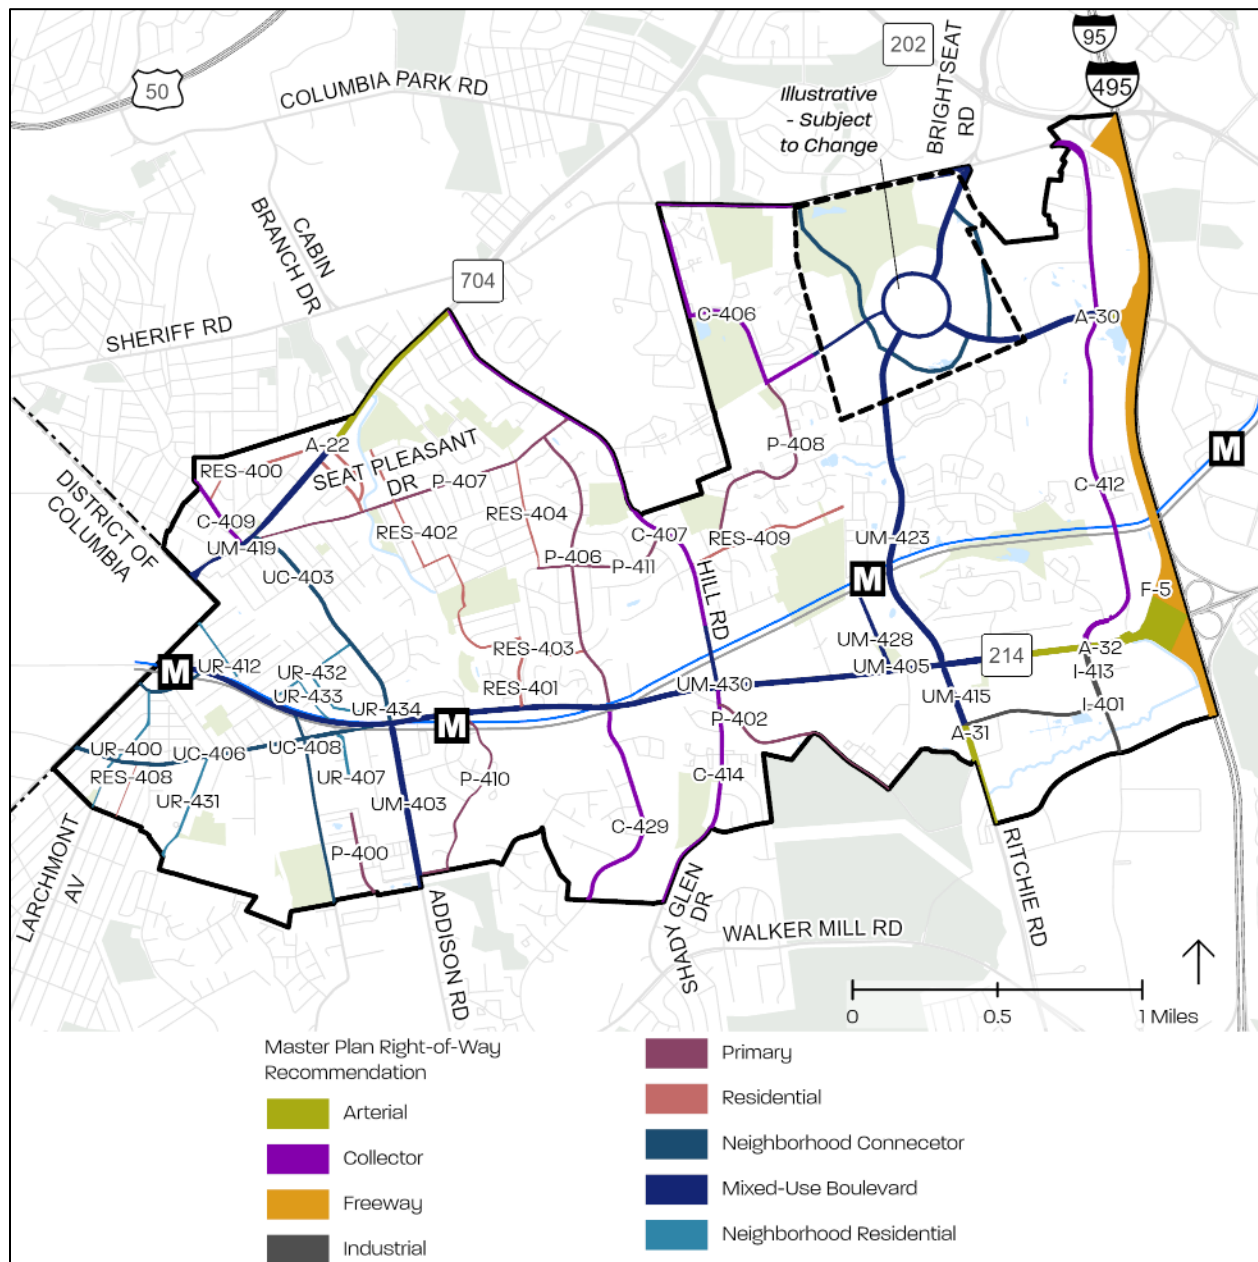 95
202
495
50
BRIGHTSEAT
RD
Illustrative
- Subject
to Change
COLUMBIA PARK RD
CABIN
BRANCH DR
704
SHERIFF RD
C-406
A-30
A-22
RES-400
SEAT PLEASANT
DR
P-407
P-408
M
DISTRICT OF
COLUMBIA
C-409
UM-419
RES-402
RES-404
C-407
RES-409
C-412
UM-423
UC-403
P-406
P-411
HILL RD
M
F-5
M
UR-412
UR-432
UR-433
RES-403
RES-401
UM-428
UM-405
214
A-32
I-413
UM-430
UM-415
I-401
UR-434
M
P-402
A-31
UR-400
UC-406
UC-408
RES-408
UR-407
P-410
C-414
UR-431
UM-403
C-429
P-400
LARCHMONT
AV
ADDISON RD
SHADY GLEN
DR
WALKER MILL RD
RITCHIE RD
0
0.5
1 Miles
Master Plan Right-of-Way
Recommendation
Arterial
Collector
Freeway
Industrial
Primary
Residential
Neighborhood Connecetor
Mixed-Use Boulevard
Neighborhood Residential